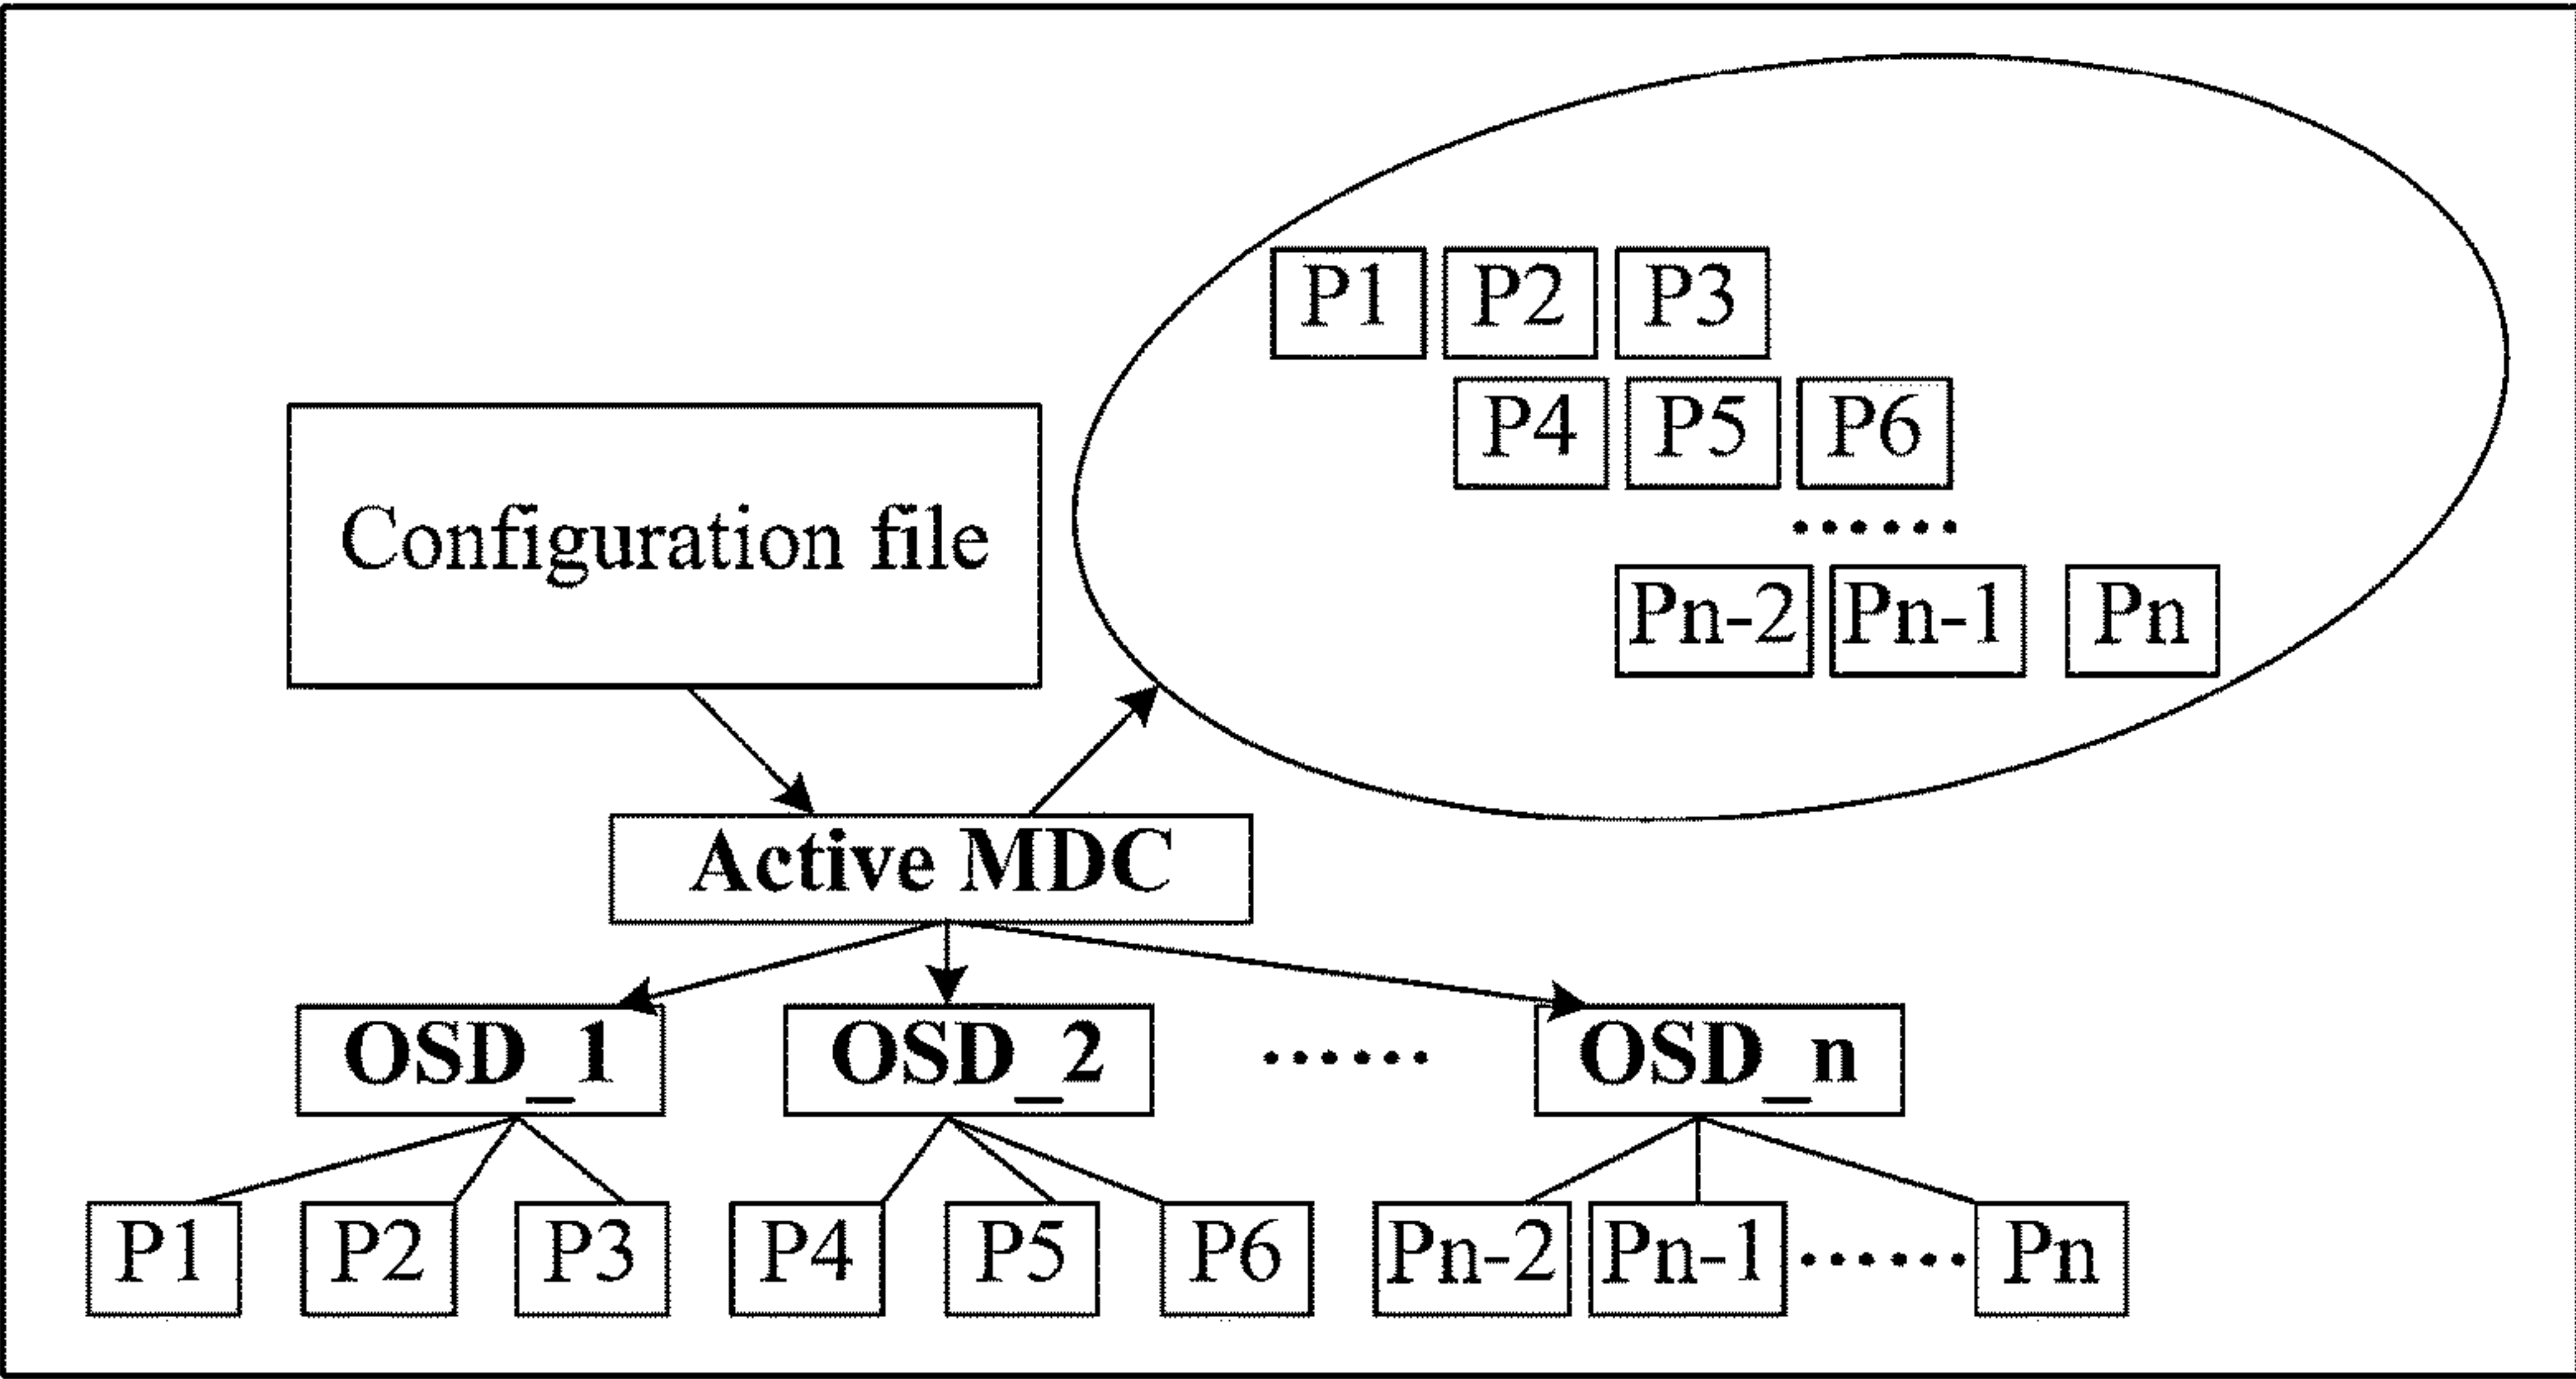 P1 P2 P3
P4 P5 P6
......
Pn-2 Pn-1 Pn
Configuration file
Active MDC
OSD_1 OSD_2 ...... OSD_n
P1 P2 P3 P4 P5 P6 Pn-2 Pn-1 ...... Pn